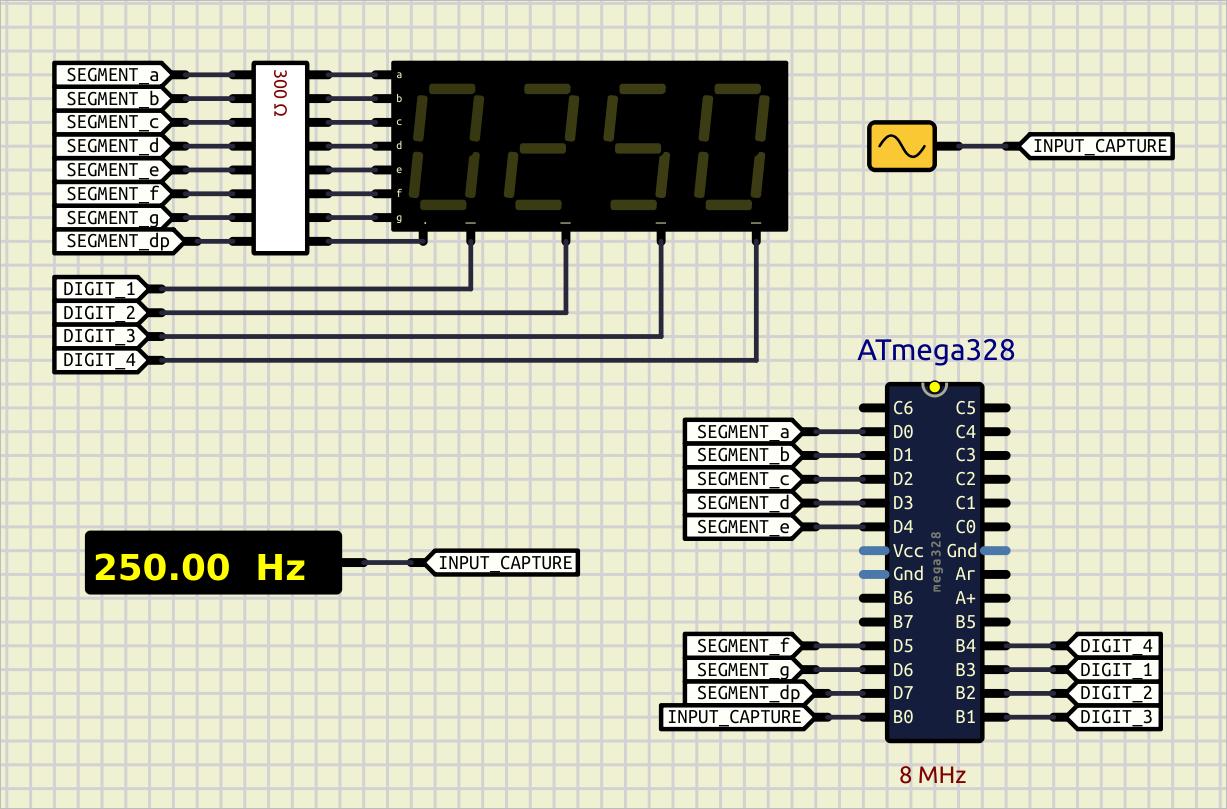 SEGMENT_a
SEGMENT_b
SEGMENT_c
SEGMENT_d
SEGMENT_e
SEGMENT_f
SEGMENT_g
SEGMENT_dp
300 Ω
a
b
c
d
e
f
g
0250
INPUT_CAPTURE
DIGIT_1
DIGIT_2
DIGIT_3
DIGIT_4
ATmega328
SEGMENT_a
SEGMENT_b
SEGMENT_c
SEGMENT_d
SEGMENT_e
250.00 Hz
INPUT_CAPTURE
SEGMENT_f
SEGMENT_g
SEGMENT_dp
INPUT_CAPTURE
C6 C5
D0 C4
D1 C3
D2 C2
D3 C1
D4 C0
Vcc Gnd
Gnd Ar
B6 A+
B7 B5
D5 B4
D6 B3
D7 B2
B0 B1
mega328
DIGIT_4
DIGIT_1
DIGIT_2
DIGIT_3
8 MHz